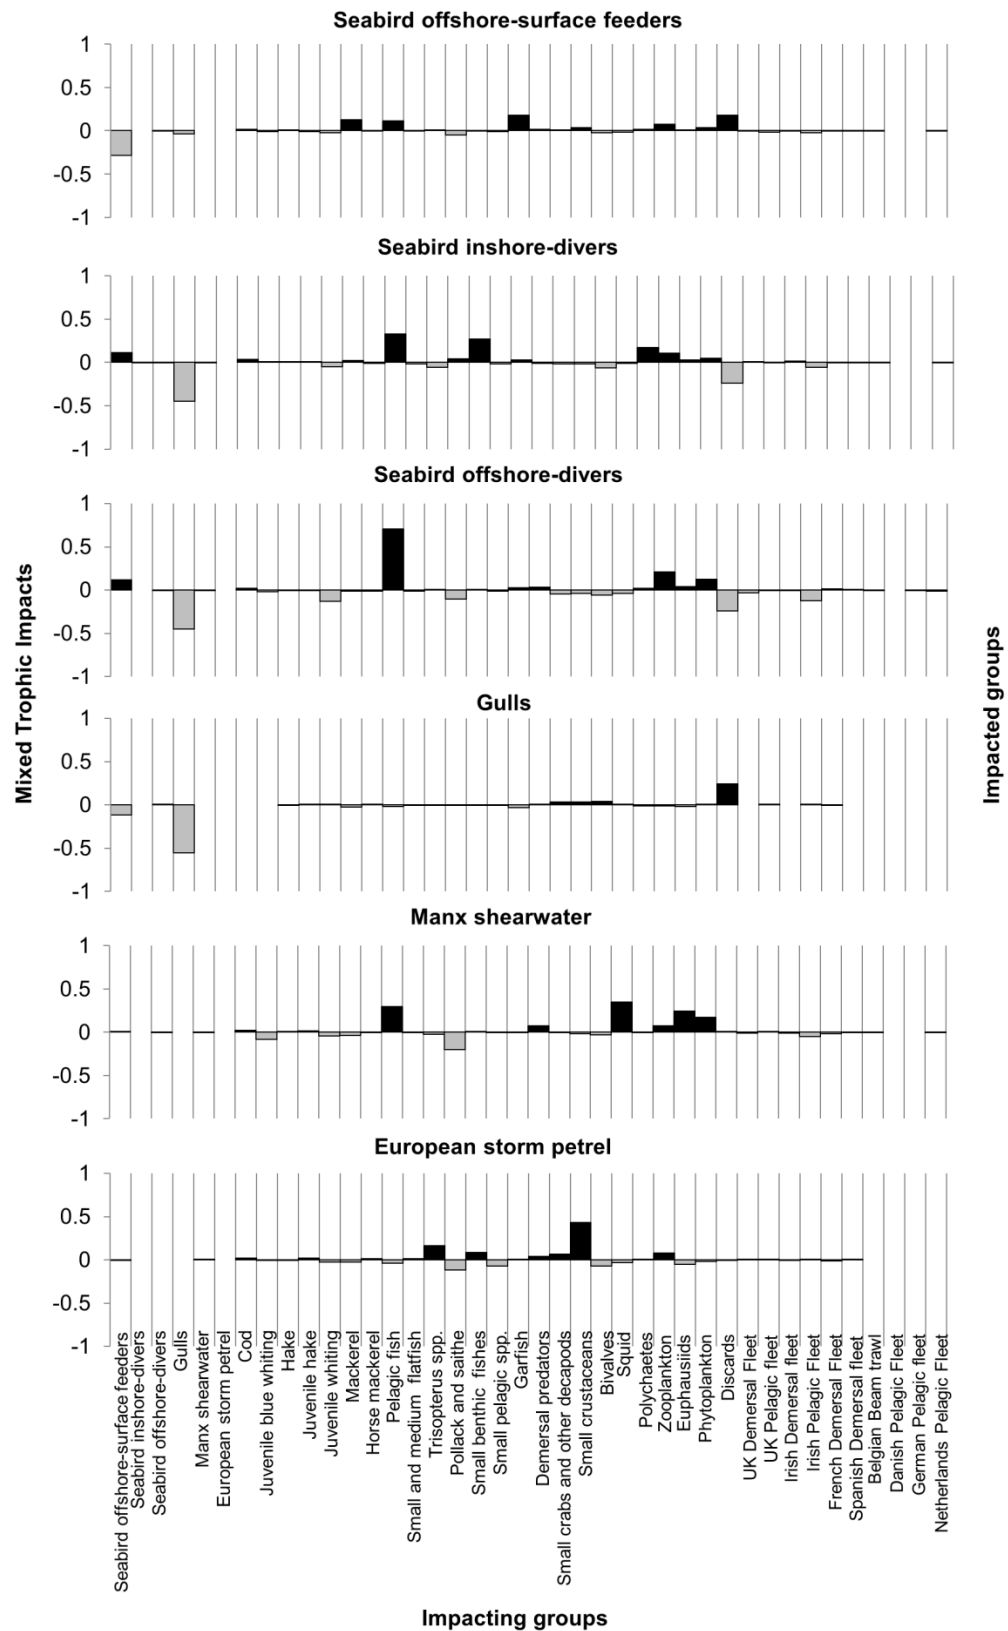 Seabird offshore-surface feeders
1
0.5
0
-0.5
-1
Seabird inshore-divers
1
0.5
0
-0.5
-1
Seabird offshore-divers
1
0.5
0
-0.5
-1
Gulls
1
0.5
0
-0.5
-1
Manx shearwater
1
0.5
0
-0.5
-1
European storm petrel
1
0.5
0
-0.5
-1
Mixed Trophic Impacts
Impacted groups
Seabird offshore-surface feeders
Seabird inshore-divers
Seabird offshore-divers
Gulls
Manx shearwater
European storm petrel
Cod
Juvenile blue whiting
Hake
Juvenile hake
Juvenile whiting
Mackerel
Horse mackerel
Pelagic fish
Small and medium flatfish
Trisopterus spp.
Pollack and saithe
Small benthic fishes
Small pelagic spp.
Garfish
Demersal predators
Small crabs and other decapods
Small crustaceans
Bivalves
Squid
Polychaetes
Zooplankton
Euphausiids
Phytoplankton
Discards
UK Demersal Fleet
UK Pelagic fleet
Irish Demersal fleet
Irish Pelagic Fleet
French Demersal Fleet
Spanish Demersal fleet
Belgian Beam trawl
Danish Pelagic Fleet
German Pelagic fleet
Netherlands Pelagic Fleet
Impacting groups